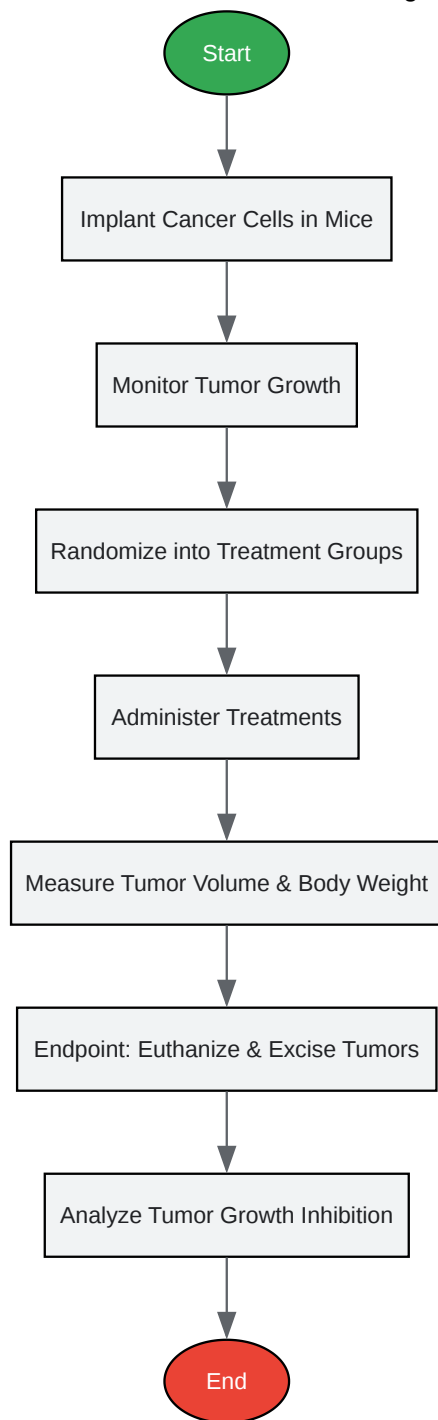 Start
Implant Cancer Cells in Mice
Monitor Tumor Growth
Randomize into Treatment Groups
Administer Treatments
Measure Tumor Volume & Body Weight
Endpoint: Euthanize & Excise Tumors
Analyze Tumor Growth Inhibition
End